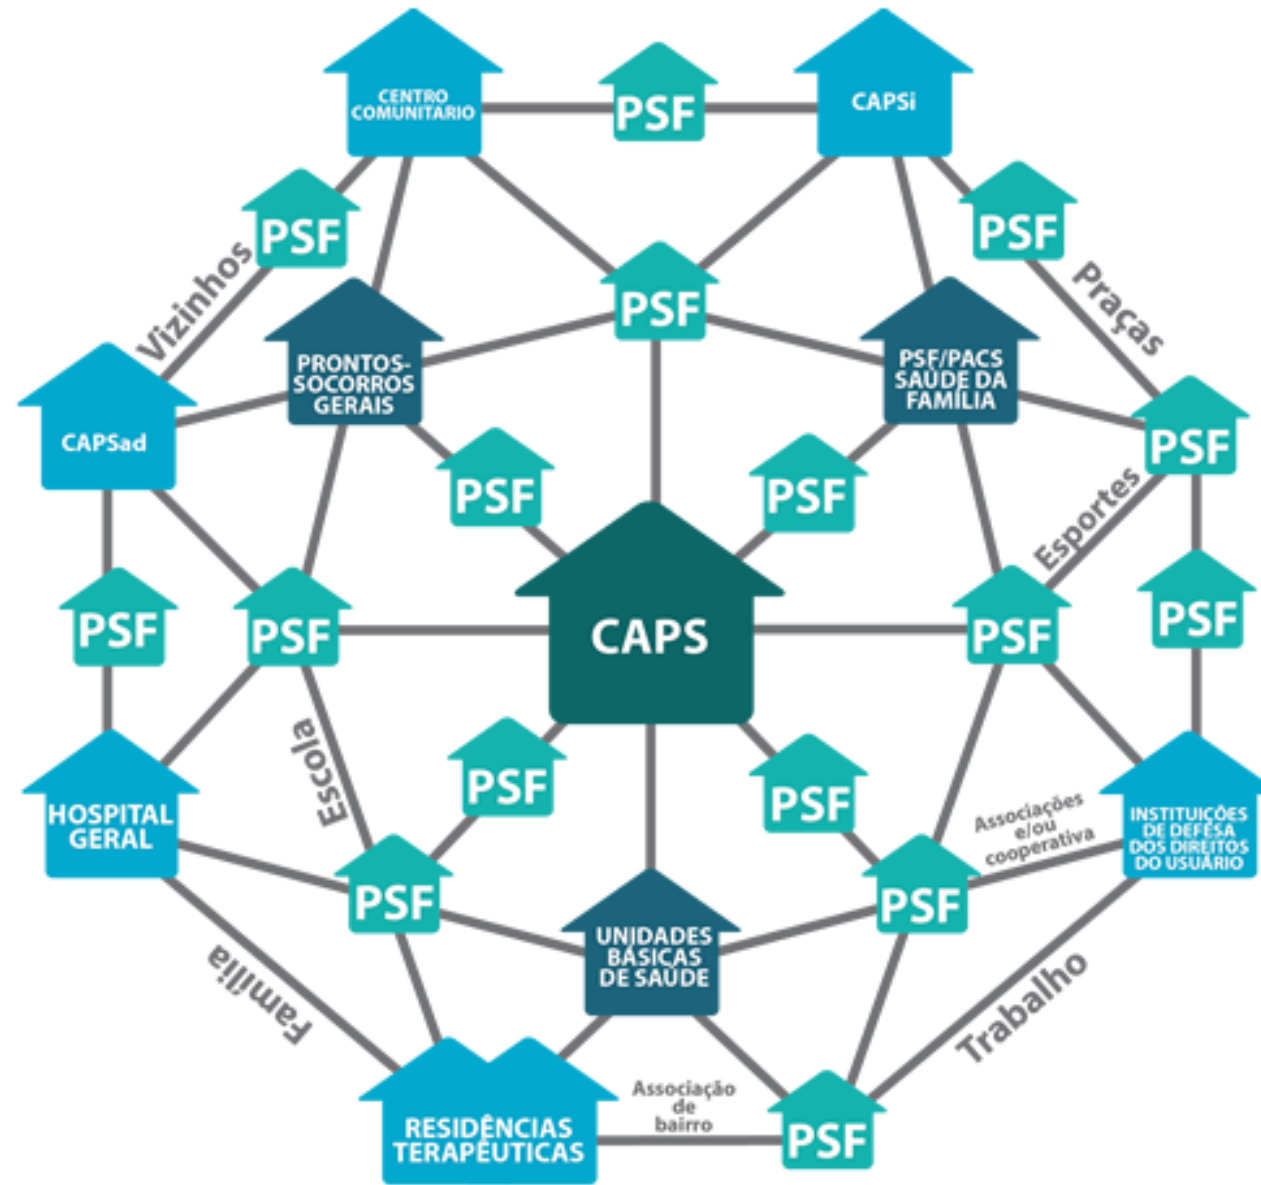 CENTRO
COMUNITÁRIO
PSF
CAPSi
PSF
PSF
Vizinhos
Praças
PSF
PRONTOS-
SOCORROS
GERAIS
PSF/PACS
SAÚDE DA
FAMÍLIA
CAPSad
PSF
PSF
PSF
Esportes
PSF
PSF
CAPS
PSF
PSF
Escola
PSF
PSF
HOSPITAL
GERAL
Associações
e/ou
cooperativa
INSTITUIÇÕES
DE DEFESA
DOS DIREITOS
DO USUÁRIO
PSF
PSF
UNIDADES
BÁSICAS
DE SAÚDE
Família
Trabalho
RESIDÊNCIAS
TERAPÊUTICAS
Associação
de
bairro
PSF